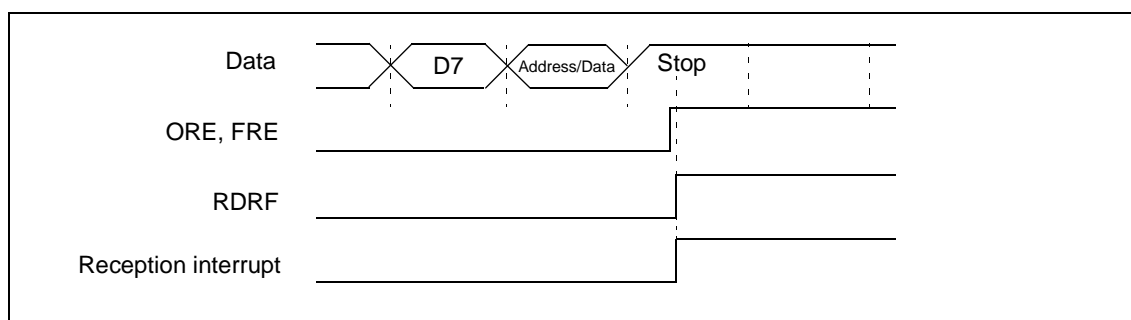 Data D7 Address/Data Stop
ORE, FRE
RDRF
Reception interrupt